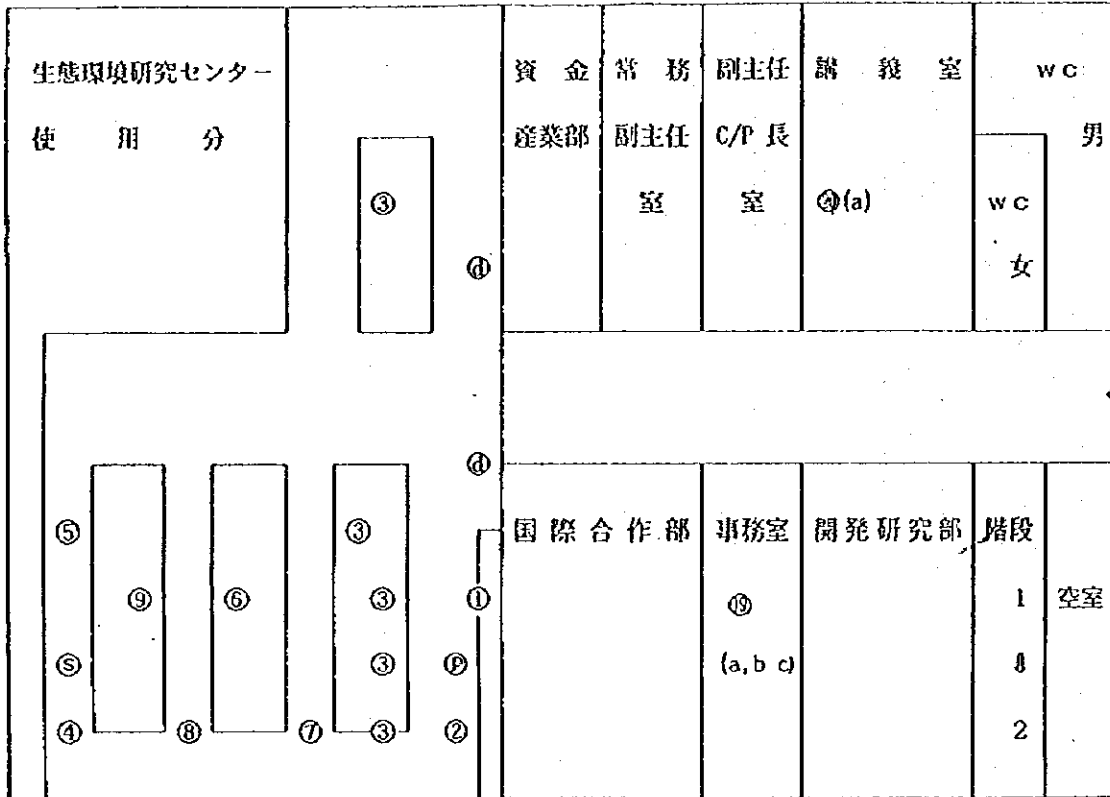 生態環境研究センター
使用分
資金
産業部
常務
副主任
室
副主任
C/P 長
室
講義室
(a)
WC
男
WC
女
③
ⓓ
ⓓ
国際合作部
事務室
⑲
(a, b c)
開発研究部
階段
1
2
空室
⑤
③
⑨
⑥
③
①
Ⓢ
③
Ⓟ
④
⑧
⑦
③
②